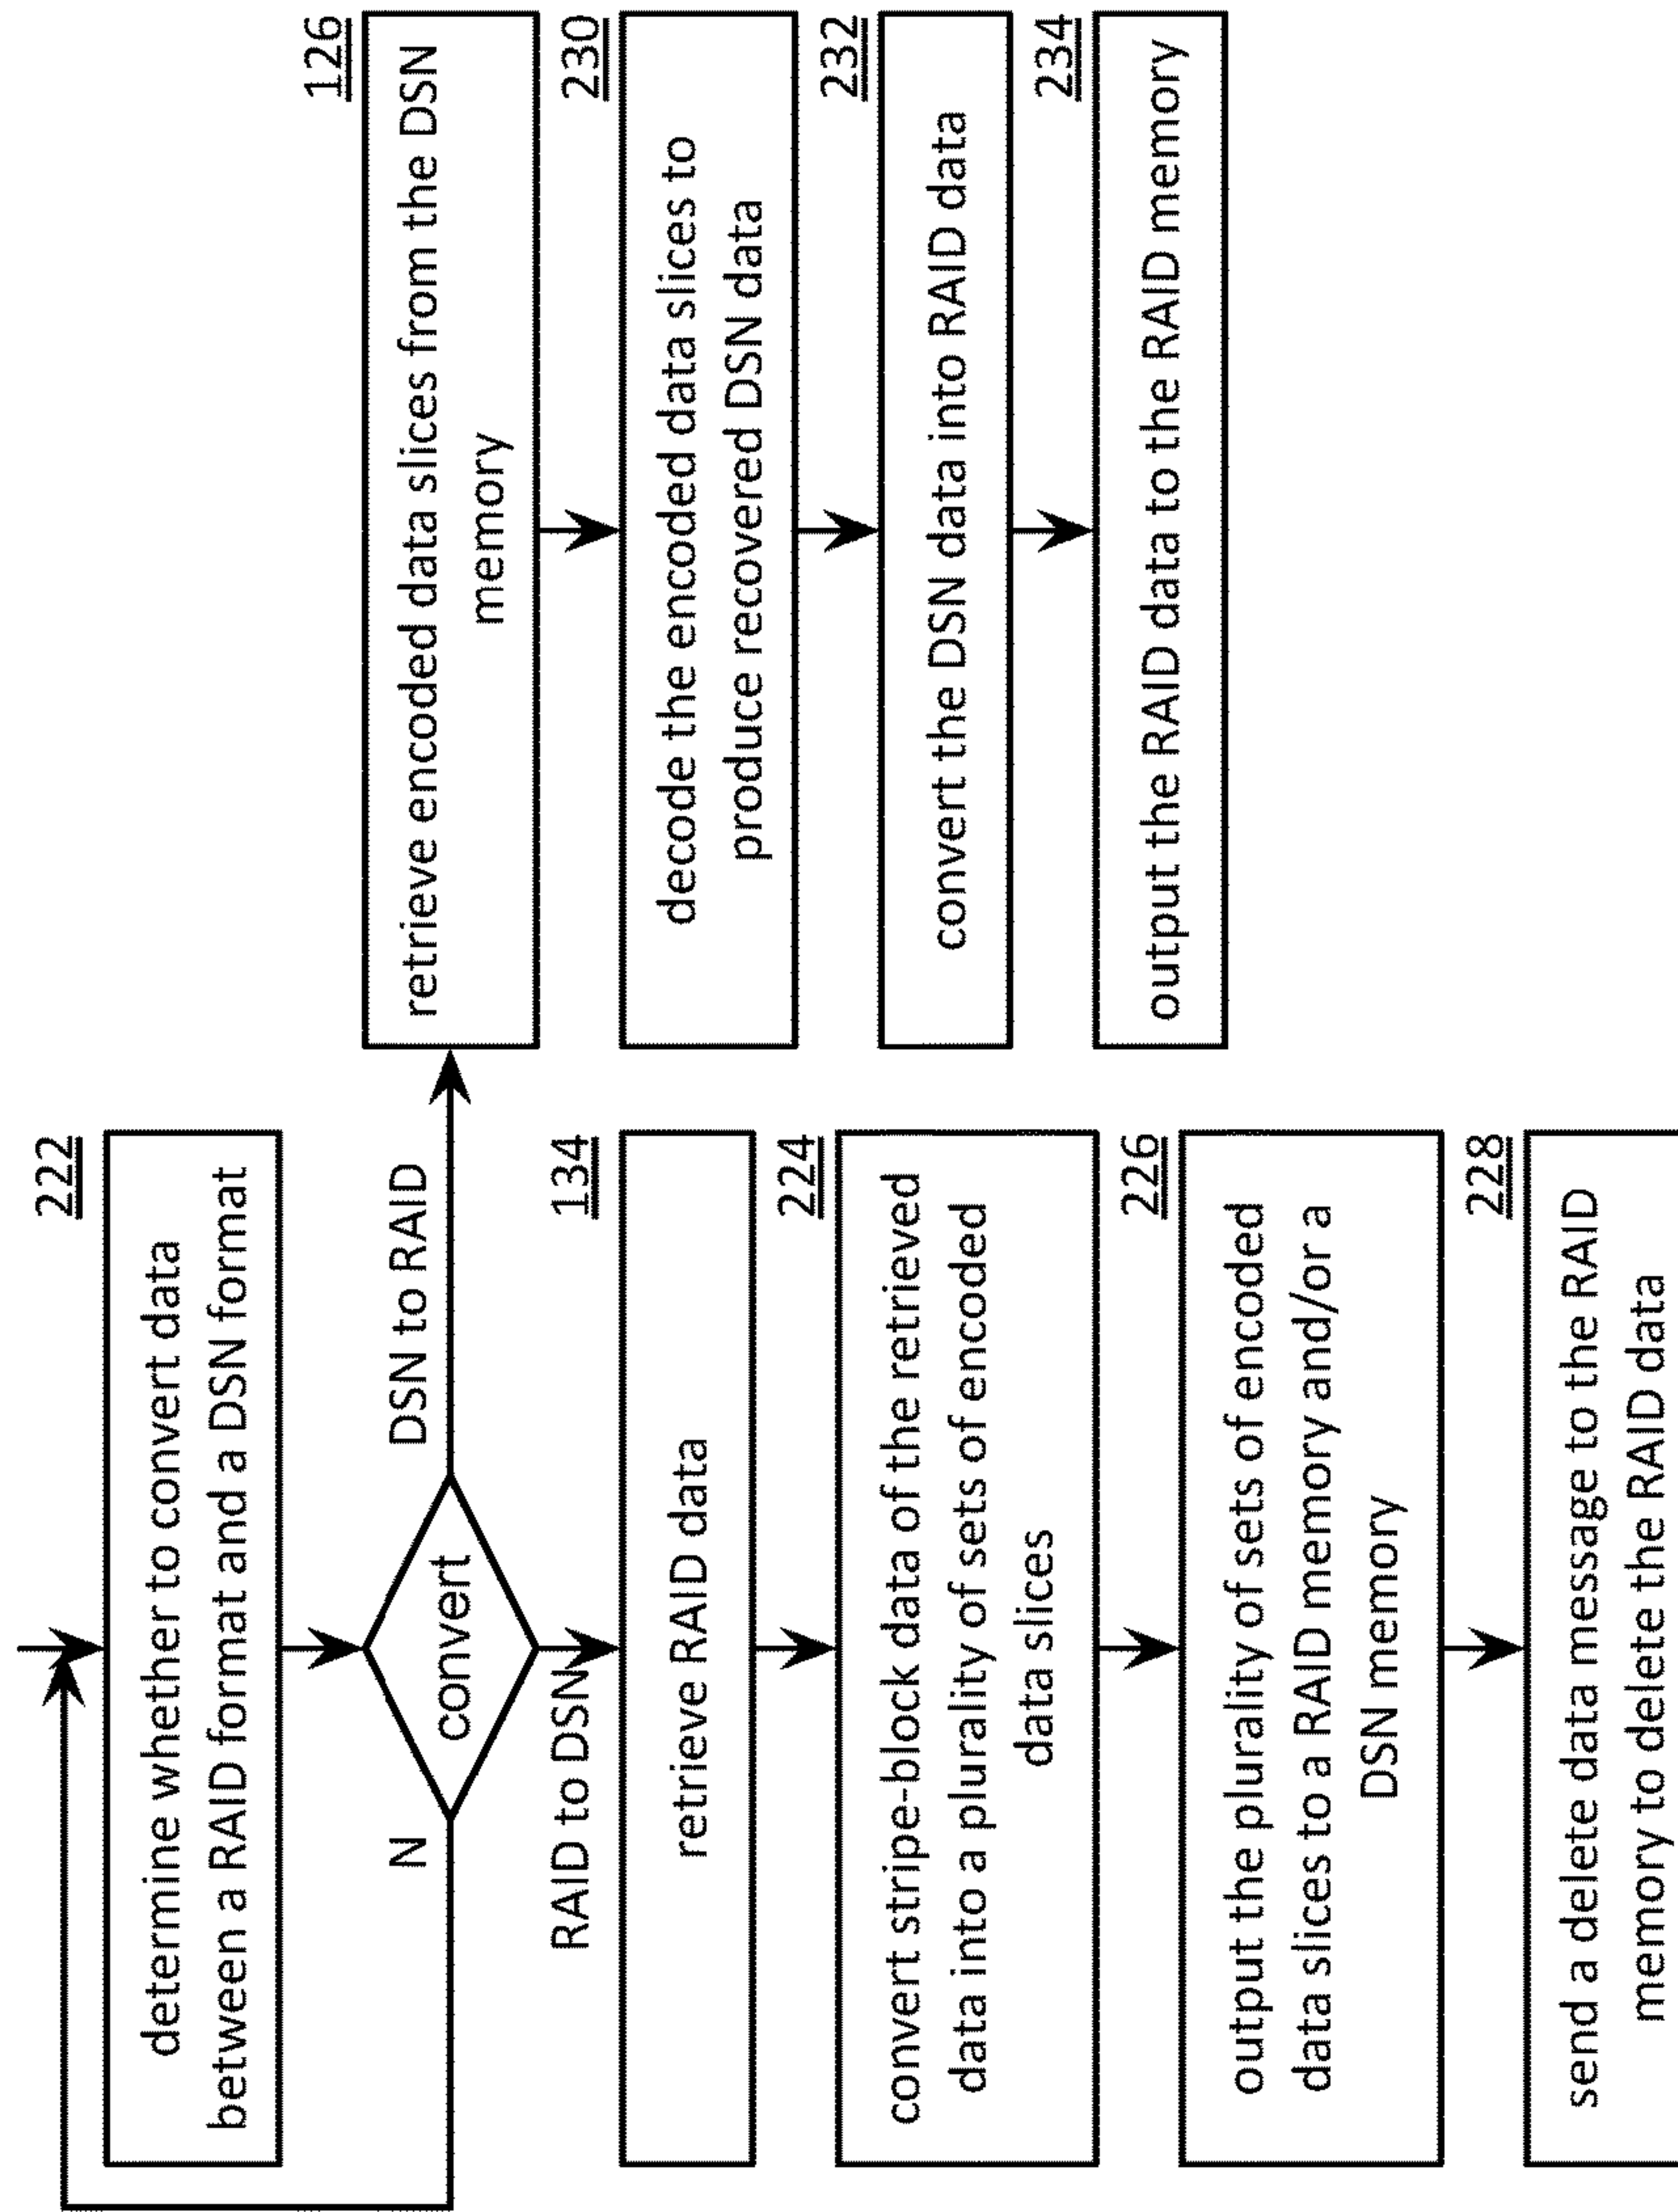 222
determine whether to convert data
between a RAID format and a DSN format
convert
N
DSN to RAID
RAID to DSN
134
retrieve RAID data
224
convert stripe-block data of the retrieved
data into a plurality of sets of encoded
data slices
226
output the plurality of sets of encoded
data slices to a RAID memory and/or a
DSN memory
228
send a delete data message to the RAID
memory to delete the RAID data
126
retrieve encoded data slices from the DSN
memory
230
decode the encoded data slices to
produce recovered DSN data
232
convert the DSN data into RAID data
234
output the RAID data to the RAID memory